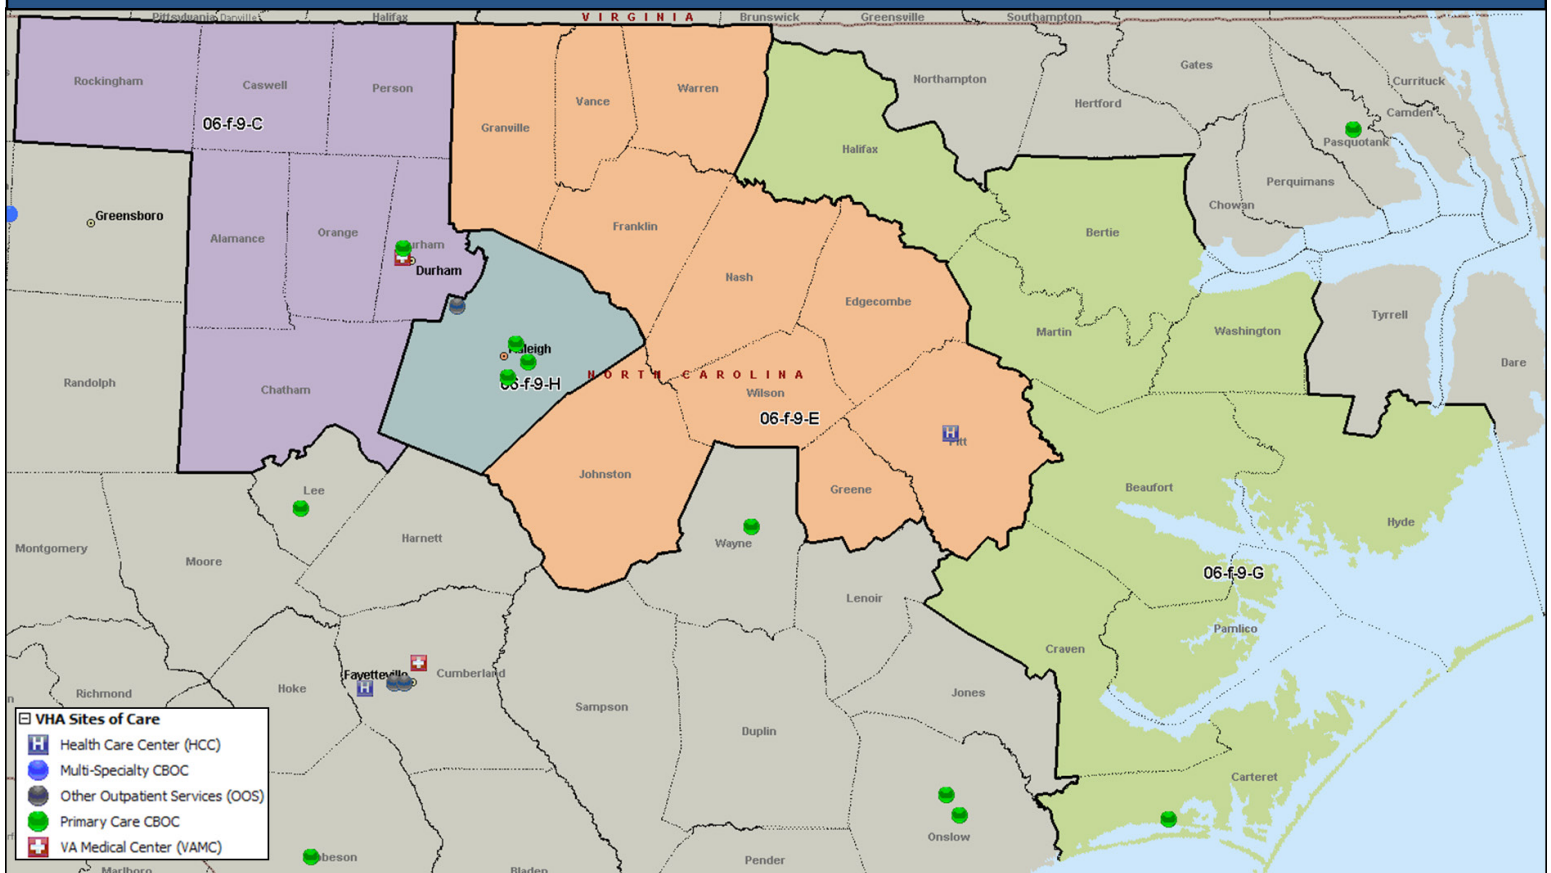 Pittsylvania Danville Halifax VIRGINIA Brunswick Greensville Southampton
Rockingham Caswell Person Vance Warren Northampton Gates Currituck
06-f-9-C Granville Halifax Hertford Camden
Pasquotank
Perquimans
Greensboro Alamance Orange Franklin Bertie Chowan
Durham Nash Edgecombe
Martin Washington Tyrrell
Dare
Randolph Chatham
06-f-9-H
NORTH CAROLINA
Wilson
06-f-9-E
Pitt
Lee Johnston Greene Beaufort
Hyde
Montgomery Moore Harnett Wayne
Lenoir 06-f-9-G
Pamlico
Craven
Fayetteville Cumberland
Richmond Hoke Sampson Jones
Duplin
Carteret
Onslow
Pender
Bladen
Marlboro
VHA Sites of Care
H Health Care Center (HCC)
Multi-Specialty CBOC
Other Outpatient Services (OOS)
Primary Care CBOC
VA Medical Center (VAMC)